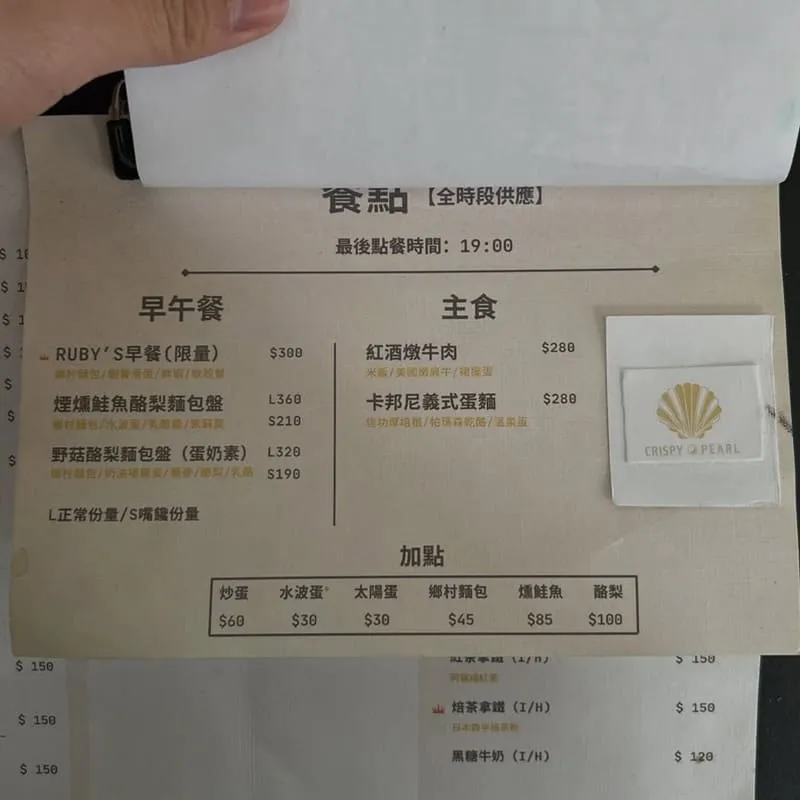 餐點【全時段供應】
最後點餐時間: 19:00
早午餐
RUBY'S早餐(限量) $300
煙燻鮭魚酪梨麵包盤 L360
S210
野菇酪梨麵包盤 (蛋奶素) L320
S190
L正常份量/S嘴饞份量
主食
紅酒燉牛肉 $280
卡邦尼義式蛋麵 $280
CRISPY PEARL
加點
炒蛋 水波蛋 太陽蛋 鄉村麵包 燻鮭魚 酪梨
$60 $30 $30 $45 $85 $100
$ 150
$ 150
$ 150
紅茶拿鐵 (I/H) $ 150
焙茶拿鐵 (I/H) $ 150
黑糖牛奶 (I/H) $ 120